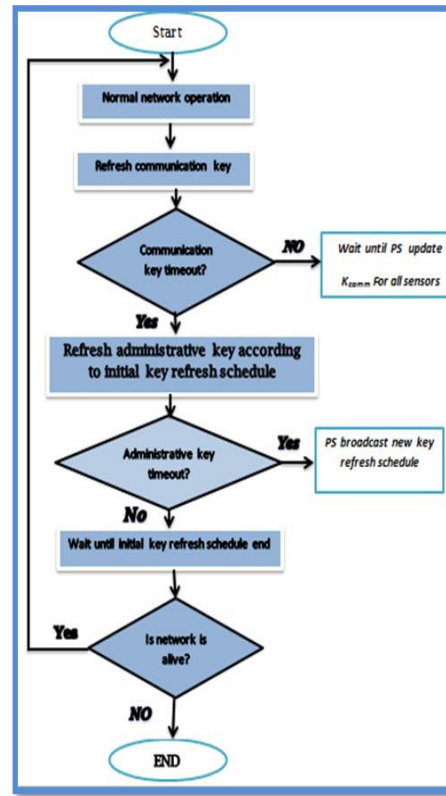 Start
Normal network operation
Refresh communication key
Communication
key timeout?
NO
Wait until PS update
Kcomm For all sensors
Yes
Refresh administrative key according
to initial key refresh schedule
Administrative key
timeout?
Yes
PS broadcast new key
refresh schedule
No
Wait until initial key refresh schedule end
Yes
Is network is
alive?
NO
END